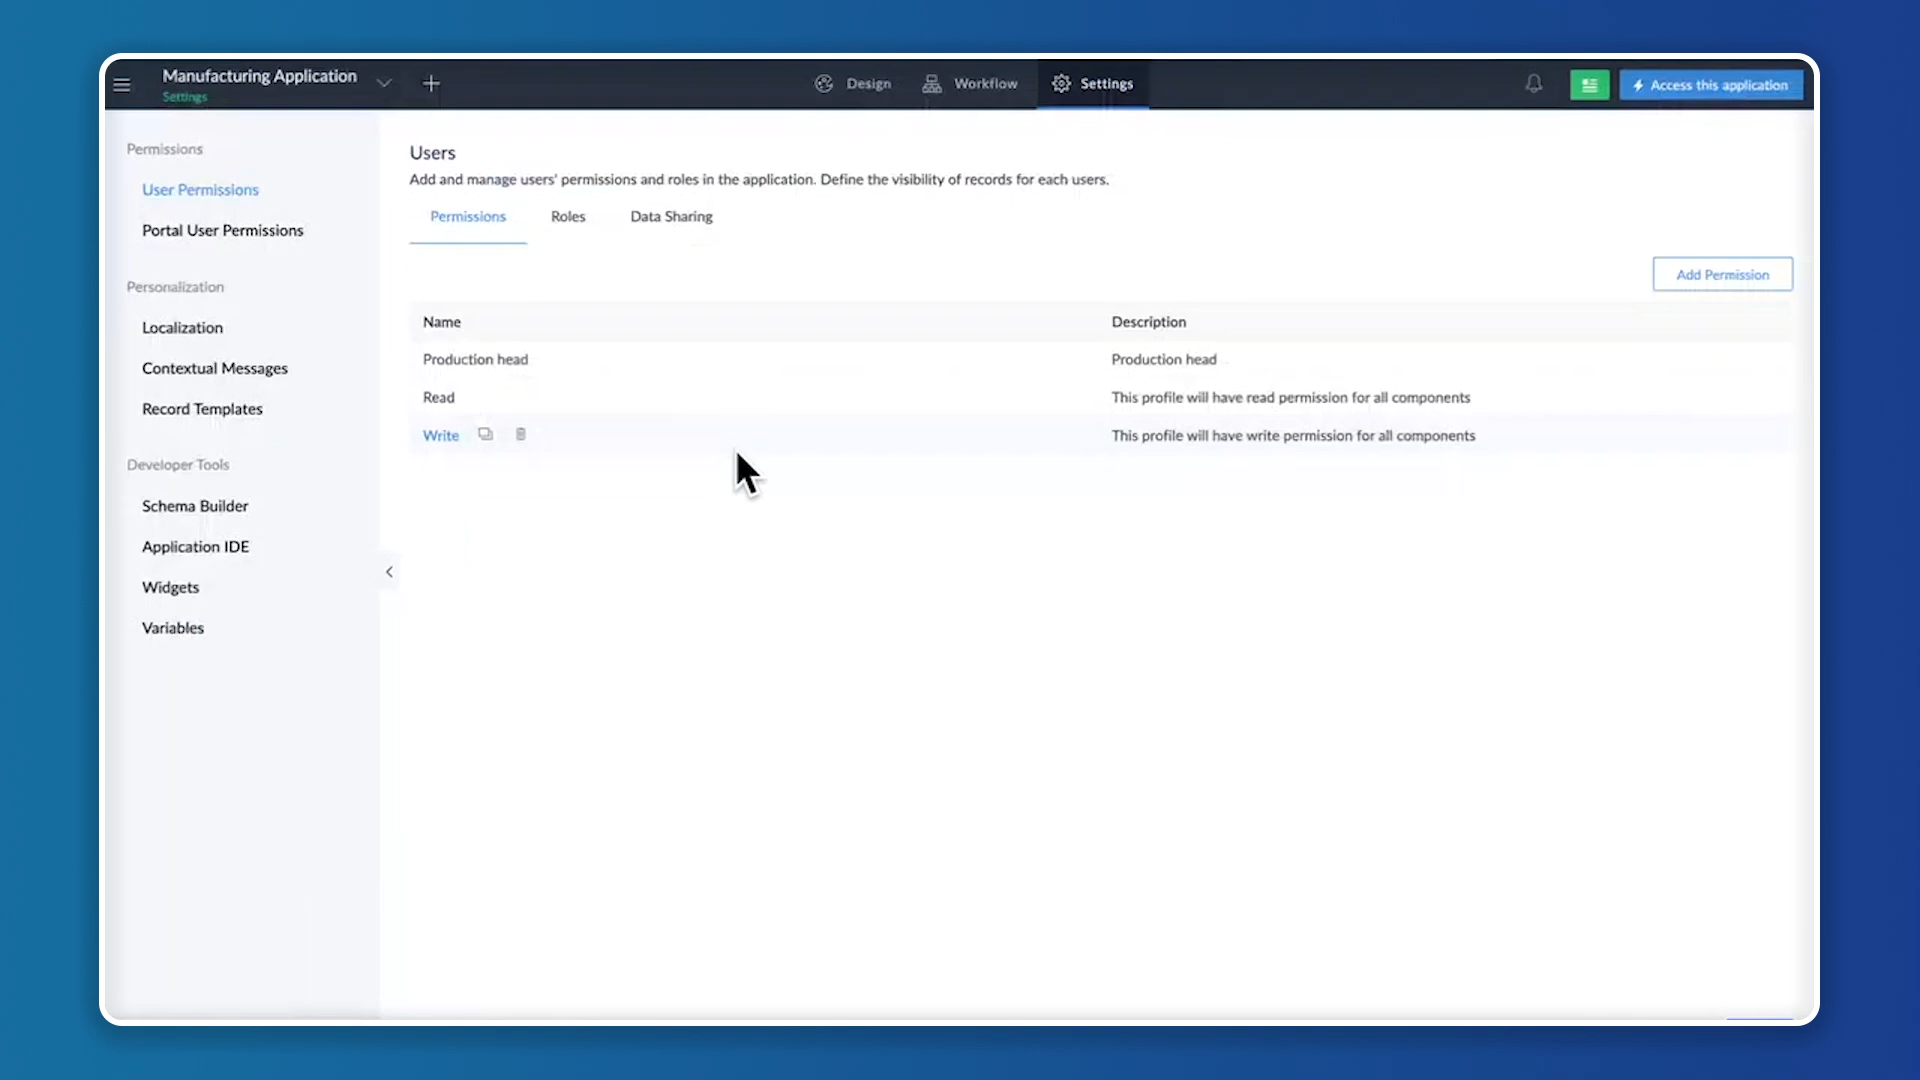 Manufacturing Application
Settings
Design
Workflow
Settings
Access this application
Permissions
User Permissions
Portal User Permissions
Personalization
Localization
Contextual Messages
Record Templates
Developer Tools
Schema Builder
Application IDE
Widgets
Variables
Users
Add and manage users' permissions and roles in the application. Define the visibility of records for each users.
Permissions Roles Data Sharing
Add Permission
Name Description
Production head Production head
Read This profile will have read permission for all components
Write This profile will have write permission for all components